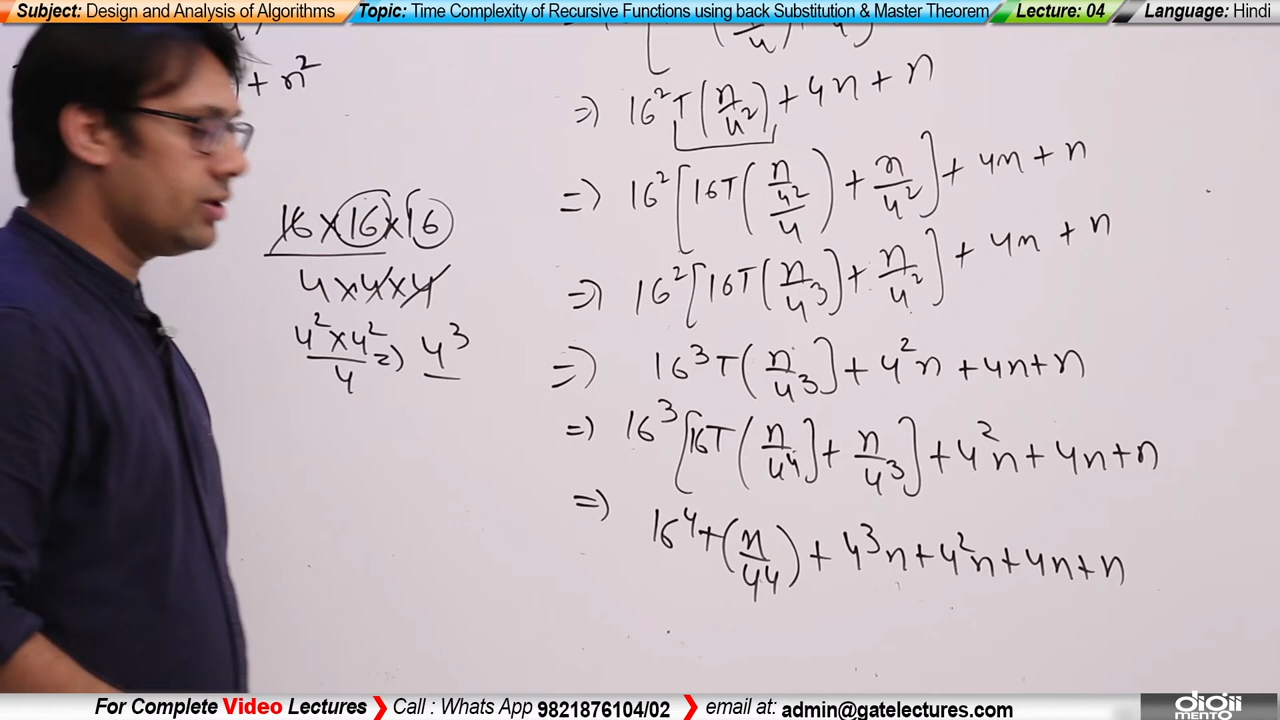 Subject: Design and Analysis of Algorithms Topic: Time Complexity of Recursive Functions using back Substitution & Master Theorem Lecture: 04 Language: Hindi
+ n²
=) 16² T(n/4²) + 4n + n
=) 16² [16T((n/4²)/4) + n/4²] + 4n + n
=) 16² [16T(n/4³) + n/4²] + 4n + n
=) 16³ T(n/4³] + 4²n + 4n + n
=) 16³ [16T(n/4⁴] + n/4³] + 4²n + 4n + n
=) 16⁴ + (n/44) + 4³n + 4²n + 4n + n
16 × 16 × 16
4 × 4 × 4
4² × 4² / 4 =) 4³
For Complete Video Lectures Call : Whats App 9821876104/02 email at: admin@gatelectures.com
digii
MENTO